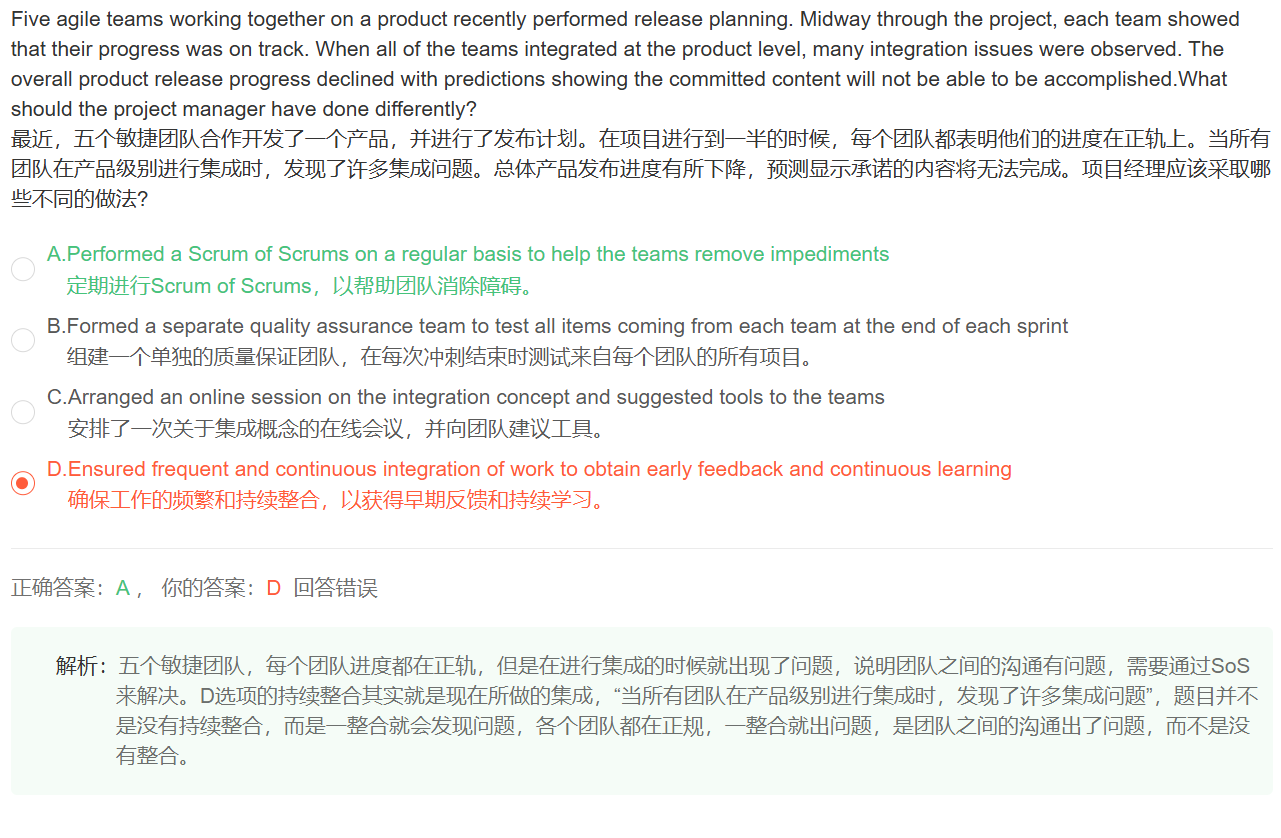 Five agile teams working together on a product recently performed release planning. Midway through the project, each team showed
that their progress was on track. When all of the teams integrated at the product level, many integration issues were observed. The
overall product release progress declined with predictions showing the committed content will not be able to be accomplished.What
should the project manager have done differently?
最近，五个敏捷团队合作开发了一个产品，并进行了发布计划。在项目进行到一半的时候，每个团队都表明他们的进度在正轨上。当所有
团队在产品级别进行集成时，发现了许多集成问题。总体产品发布进度有所下降，预测显示承诺的内容将无法完成。项目经理应该采取哪
些不同的做法?
A.Performed a Scrum of Scrums on a regular basis to help the teams remove impediments
定期进行Scrum of Scrums，以帮助团队消除障碍。
B.Formed a separate quality assurance team to test all items coming from each team at the end of each sprint
组建一个单独的质量保证团队，在每次冲刺结束时测试来自每个团队的所有项目。
C.Arranged an online session on the integration concept and suggested tools to the teams
安排了一次关于集成概念的在线会议，并向团队建议工具。
D.Ensured frequent and continuous integration of work to obtain early feedback and continuous learning
确保工作的频繁和持续整合，以获得早期反馈和持续学习。
正确答案：A ， 你的答案：D 回答错误
解析：五个敏捷团队，每个团队进度都在正轨，但是在进行集成的时候就出现了问题，说明团队之间的沟通有问题，需要通过SoS
来解决。D选项的持续整合其实就是现在所做的集成，“当所有团队在产品级别进行集成时，发现了许多集成问题”，题目并不
是没有持续整合，而是一整合就会发现问题，各个团队都在正规，一整合就出问题，是团队之间的沟通出了问题，而不是没
有整合。